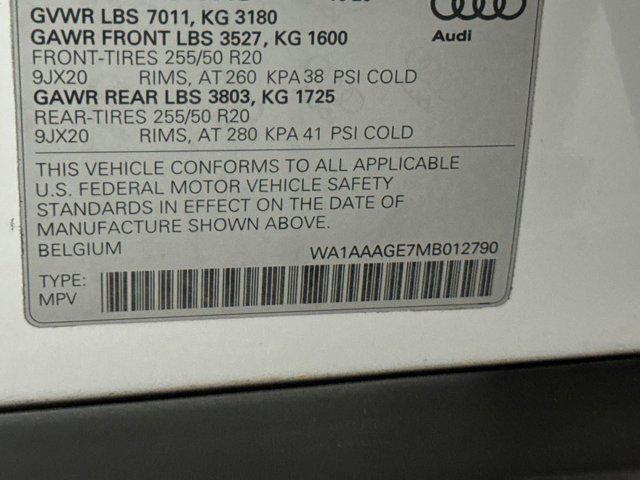 GVWR LBS 7011, KG 3180
GAWR FRONT LBS 3527, KG 1600
FRONT-TIRES 255/50 R20
9JX20 RIMS, AT 260 KPA 38 PSI COLD
GAWR REAR LBS 3803, KG 1725
REAR-TIRES 255/50 R20
9JX20 RIMS, AT 280 KPA 41 PSI COLD
Audi
THIS VEHICLE CONFORMS TO ALL APPLICABLE
U.S. FEDERAL MOTOR VEHICLE SAFETY
STANDARDS IN EFFECT ON THE DATE OF
MANUFACTURE SHOWN ABOVE.
BELGIUM WA1AAAGE7MB012790
TYPE:
MPV